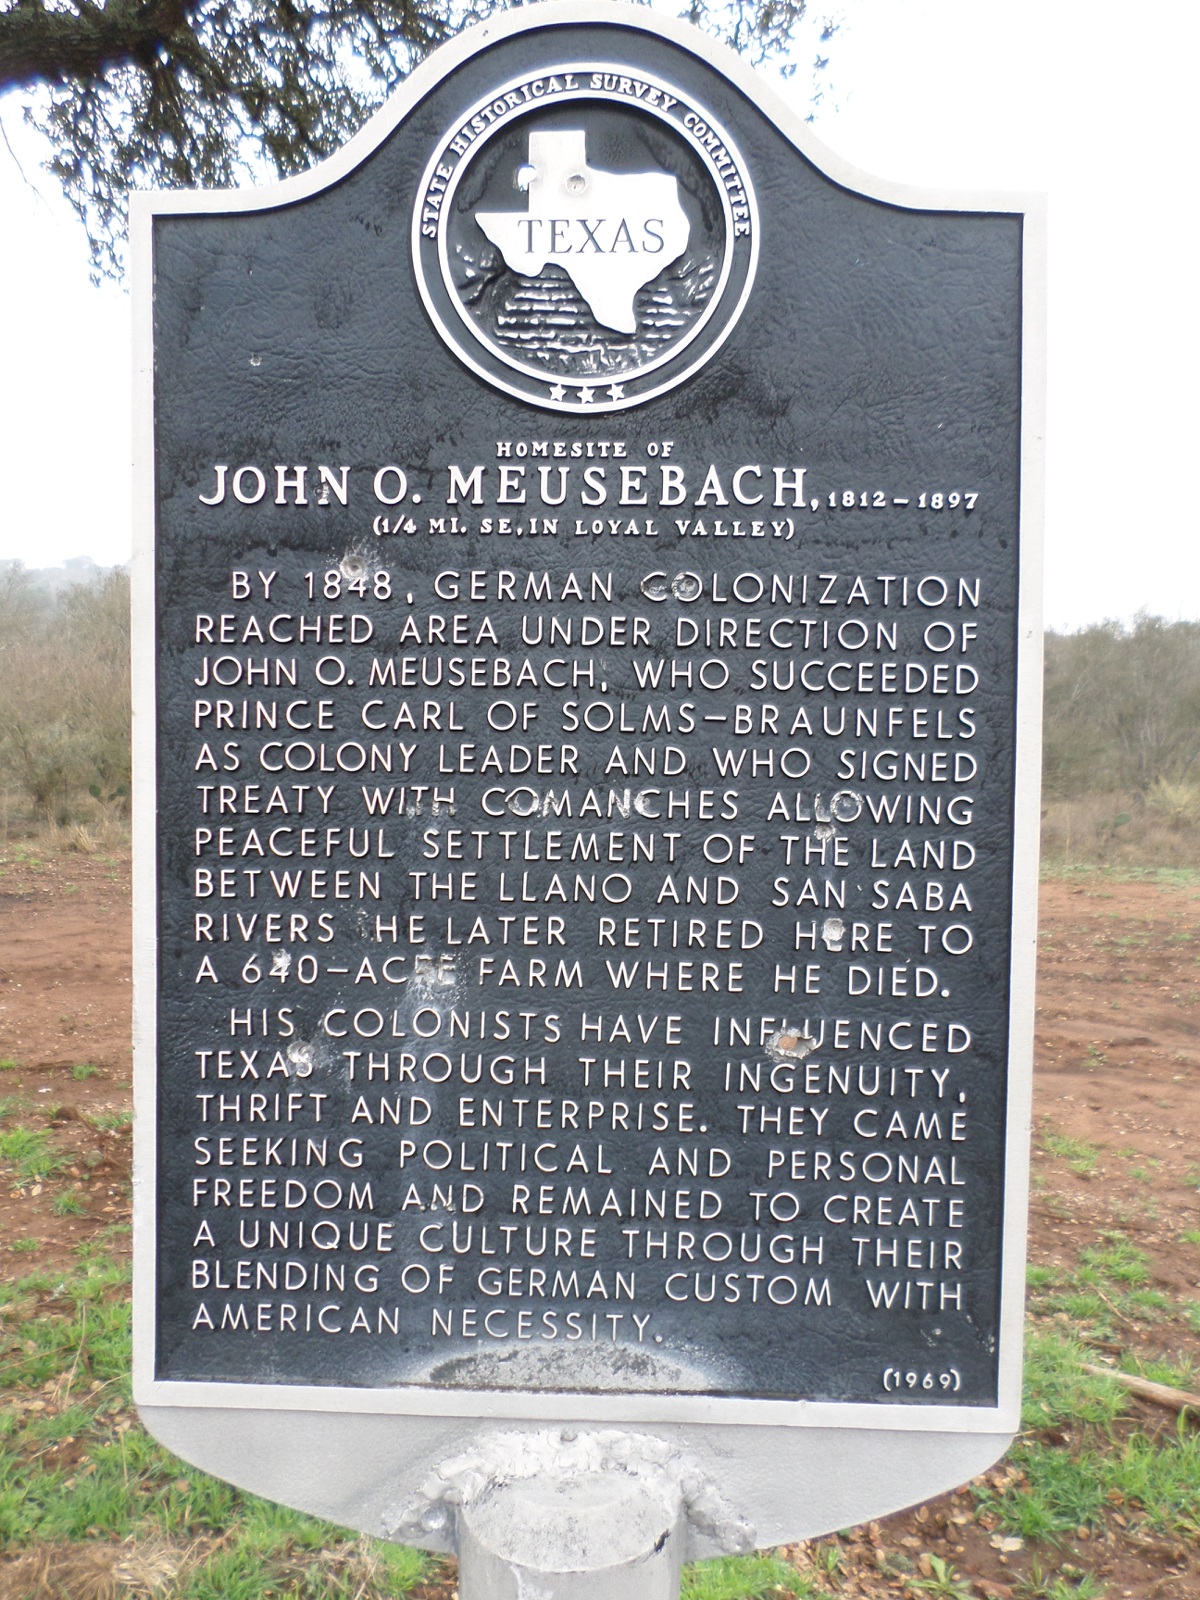 STATE HISTORICAL SURVEY COMMITTEE
TEXAS
HOMESITE OF
JOHN O. MEUSEBACH, 1812-1897
(1/4 MI. SE, IN LOYAL VALLEY)
BY 1848, GERMAN COLONIZATION
REACHED AREA UNDER DIRECTION OF
JOHN O. MEUSEBACH, WHO SUCCEEDED
PRINCE CARL OF SOLMS-BRAUNFELS
AS COLONY LEADER AND WHO SIGNED
TREATY WITH COMANCHES ALLOWING
PEACEFUL SETTLEMENT OF THE LAND
BETWEEN THE LLANO AND SAN SABA
RIVERS HE LATER RETIRED HERE TO
A 640-ACRE FARM WHERE HE DIED.
HIS COLONISTS HAVE INFLUENCED
TEXAS THROUGH THEIR INGENUITY,
THRIFT AND ENTERPRISE. THEY CAME
SEEKING POLITICAL AND PERSONAL
FREEDOM AND REMAINED TO CREATE
A UNIQUE CULTURE THROUGH THEIR
BLENDING OF GERMAN CUSTOM WITH
AMERICAN NECESSITY.
(1969)